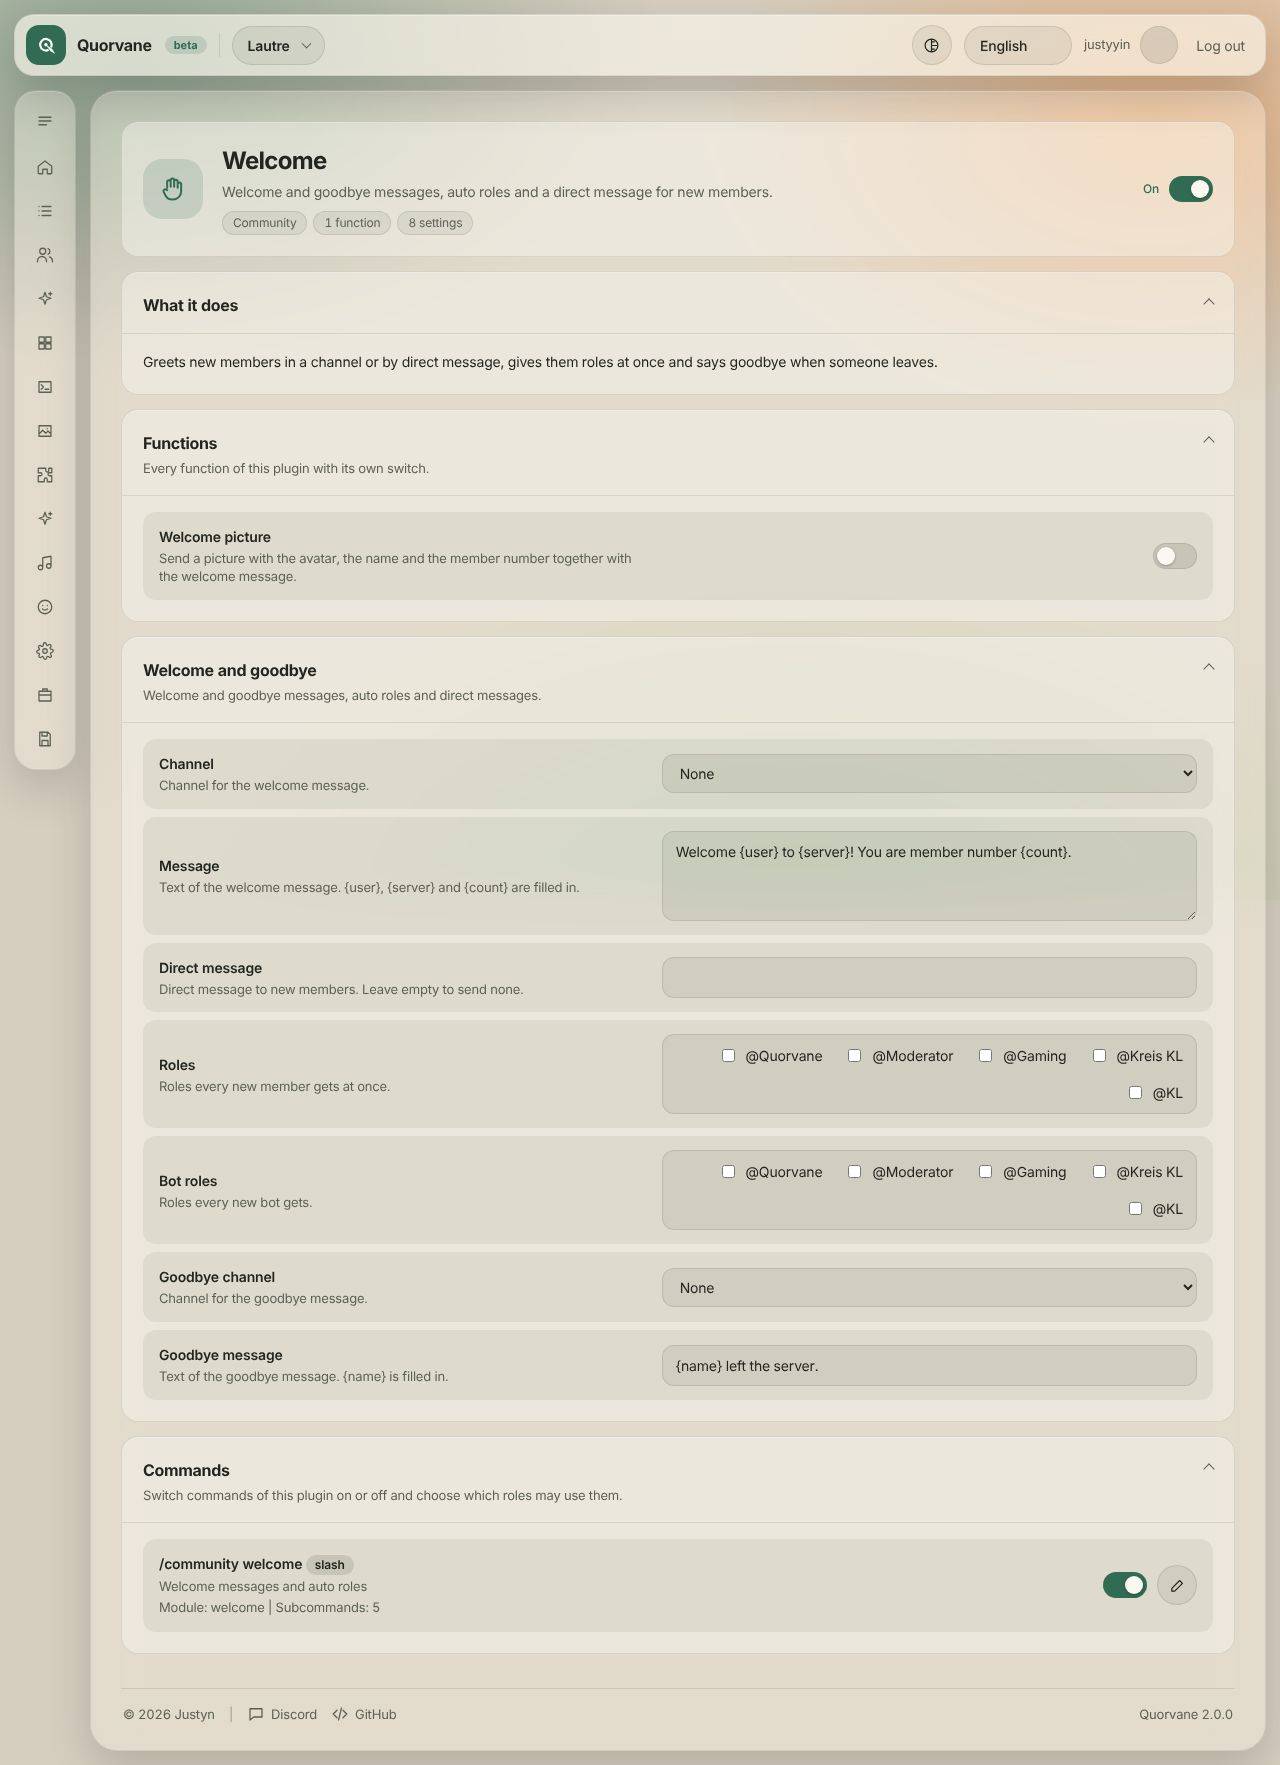 Quorvane beta Lautre English justyyin Log out
Welcome
Welcome and goodbye messages, auto roles and a direct message for new members.
On
Community 1 function 8 settings
What it does
Greets new members in a channel or by direct message, gives them roles at once and says goodbye when someone leaves.
Functions
Every function of this plugin with its own switch.
Welcome picture
Send a picture with the avatar, the name and the member number together with
the welcome message.
Welcome and goodbye
Welcome and goodbye messages, auto roles and direct messages.
Channel
Channel for the welcome message.
None
Message
Text of the welcome message. {user}, {server} and {count} are filled in.
Welcome {user} to {server}! You are member number {count}.
Direct message
Direct message to new members. Leave empty to send none.
Roles
Roles every new member gets at once.
@Quorvane @Moderator @Gaming @Kreis KL
@KL
Bot roles
Roles every new bot gets.
@Quorvane @Moderator @Gaming @Kreis KL
@KL
Goodbye channel
Channel for the goodbye message.
None
Goodbye message
Text of the goodbye message. {name} is filled in.
{name} left the server.
Commands
Switch commands of this plugin on or off and choose which roles may use them.
/community welcome slash
Welcome messages and auto roles
Module: welcome | Subcommands: 5
© 2026 Justyn | Discord GitHub Quorvane 2.0.0